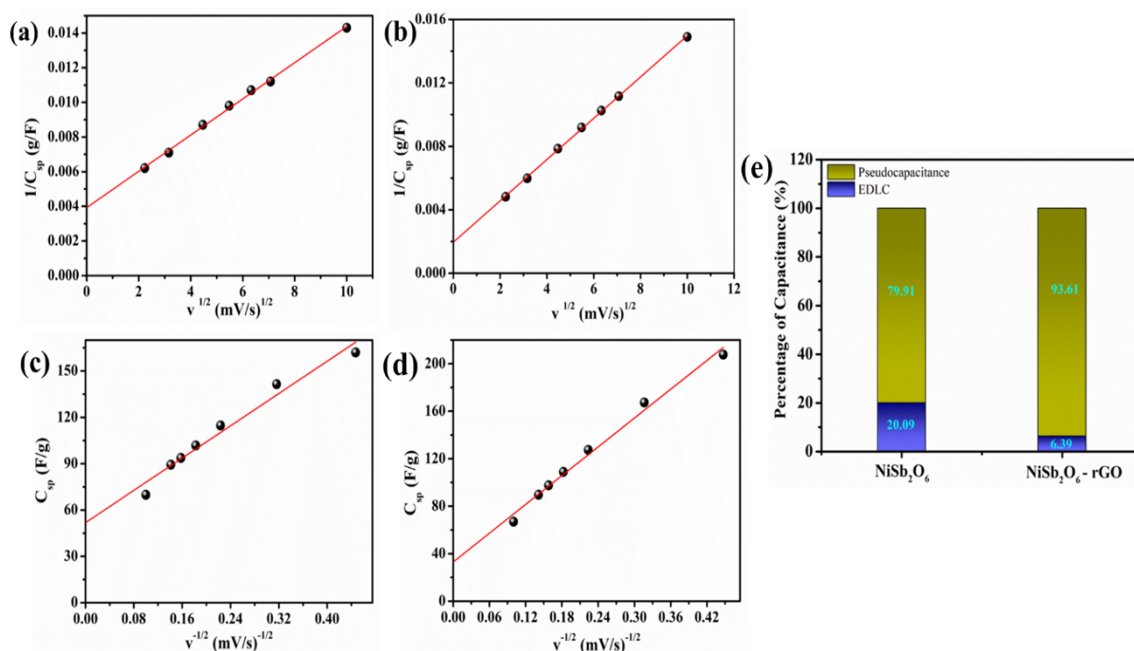 (a)
0.016
0.014
0.012
0.010
0.008
0.006
0.004
0.002
0.000
1/C_sp (g/F)
0 2 4 6 8 10
v^1/2 (mV/s)^1/2
(b)
0.016
0.012
0.008
0.004
0.000
1/C_sp (g/F)
0 2 4 6 8 10 12
v^1/2 (mV/s)^1/2
(c)
150
120
90
60
30
0
C_sp (F/g)
0.00 0.08 0.16 0.24 0.32 0.40
v^-1/2 (mV/s)^-1/2
(d)
200
160
120
80
40
0
C_sp (F/g)
0.00 0.06 0.12 0.18 0.24 0.30 0.36 0.42
v^-1/2 (mV/s)^-1/2
(e)
120
100
80
60
40
20
0
Percentage of Capacitance (%)
Pseudocapacitance
EDLC
79.91
93.61
20.09
6.39
NiSb₂O₆
NiSb₂O₆ - rGO